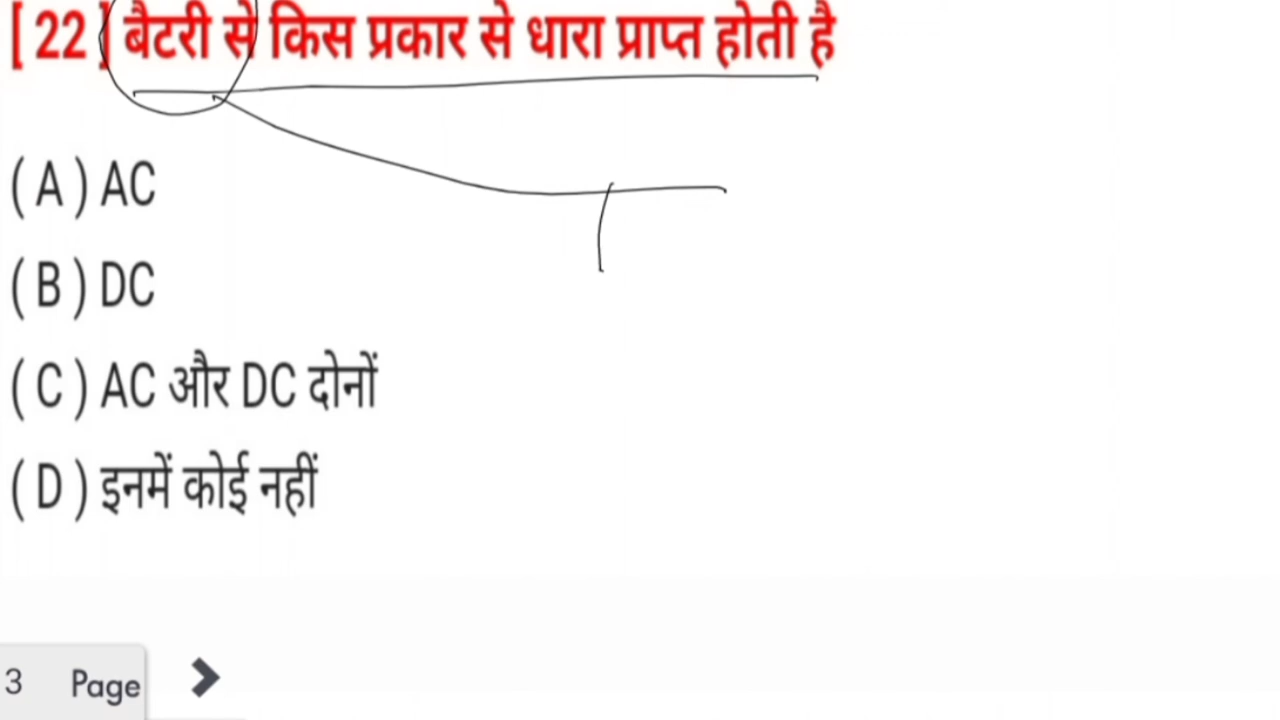 [ 22 ] बैटरी से किस प्रकार से धारा प्राप्त होती है
( A ) AC
( B ) DC
( C ) AC और DC दोनों
( D ) इनमें कोई नहीं
3 Page